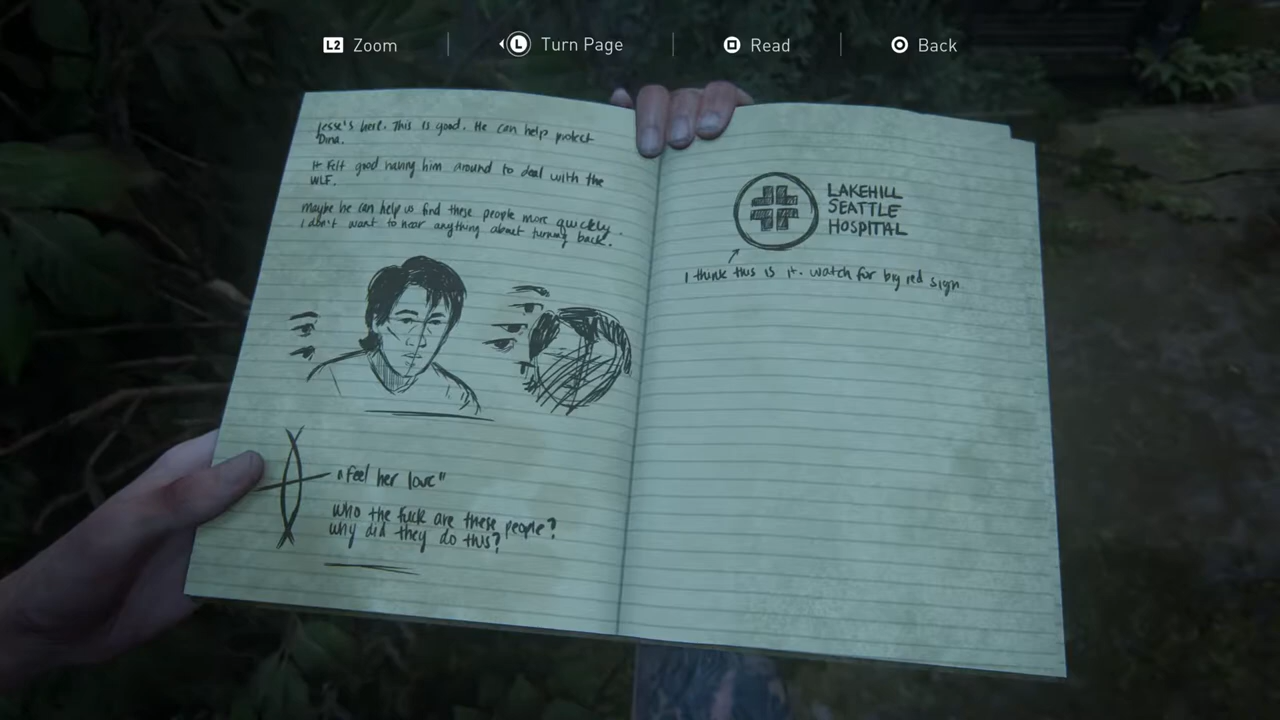 L2 Zoom
L Turn Page
Read
Back
Jesse's here. This is good. He can help protect
Dina.
It felt good having him around to deal with the
WLF.
maybe he can help us find these people more quickly.
I don't want to hear anything about turning back.
"Feel her love"
who the fuck are these people?
why did they do this?
LAKEHILL
SEATTLE
HOSPITAL
I think this is it. watch for big red sign